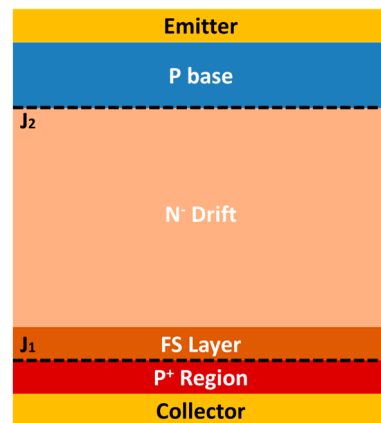 Emitter
P base
J₂
N⁻ Drift
J₁ FS Layer
P⁺ Region
Collector